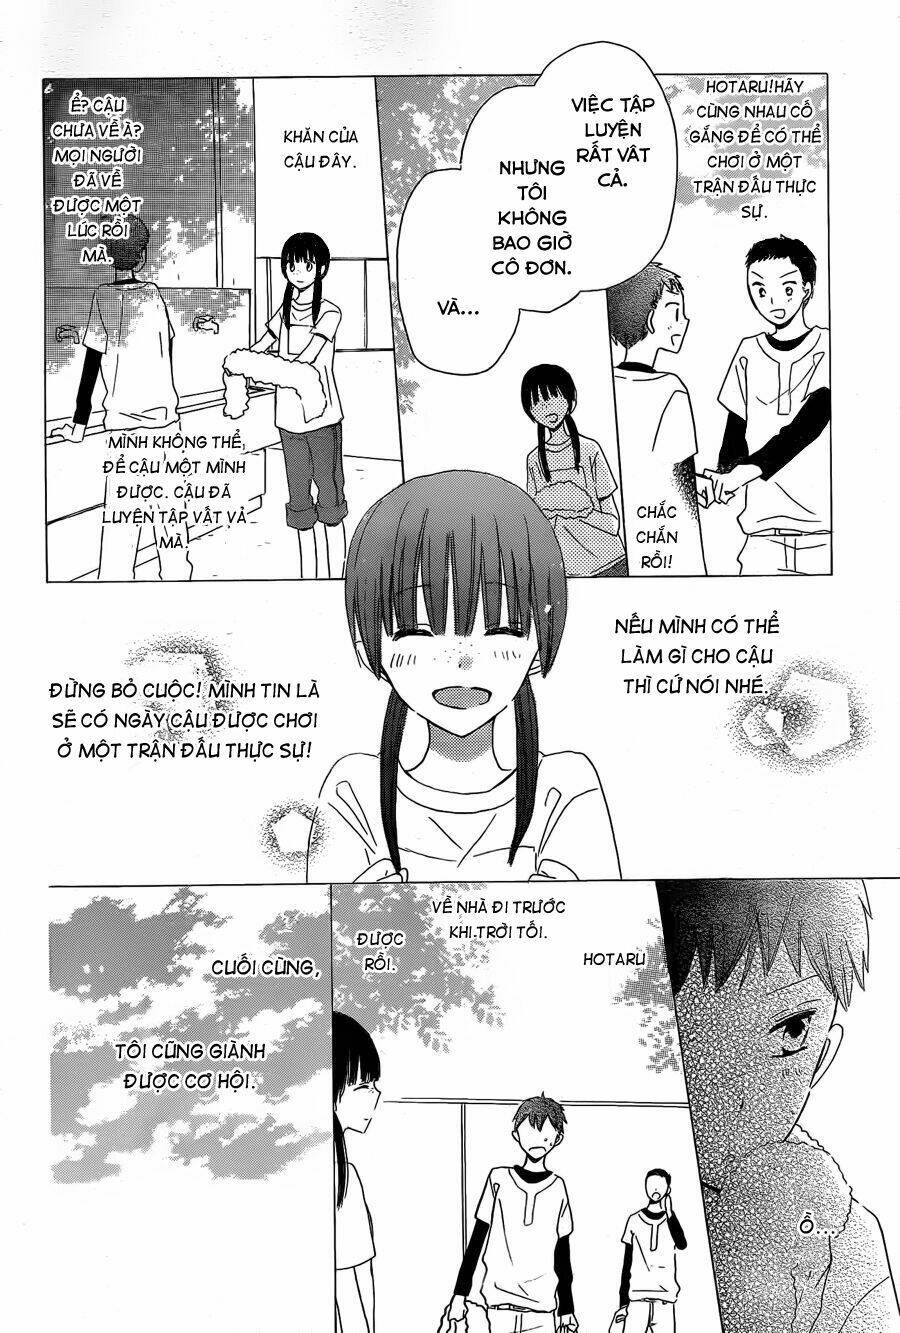 HOTARU!HÃY
CÙNG NHAU CỐ
GẮNG ĐỂ CÓ THỂ
CHƠI Ở MỘT
TRẬN ĐẤU THỰC
SỰ.
CHẮC
CHẮN
RỒI!
VIỆC TẬP
LUYỆN
RẤT VẤT
CẢ.
NHƯNG
TÔI
KHÔNG
BAO GIỜ
CÔ ĐƠN.
VÀ...
KHĂN CỦA
CẬU ĐÂY.
Ể? CẬU
CHƯA VỀ À?
MỌI NGƯỜI
ĐÃ VỀ
ĐƯỢC MỘT
LÚC RỒI
MÀ.
MÌNH KHÔNG THỂ,
ĐỂ CẬU MỘT MÌNH
ĐƯỢC. CẬU ĐÃ
LUYỆN TẬP VẤT VẢ
MÀ.
NẾU MÌNH CÓ THỂ
LÀM GÌ CHO CẬU
THÌ CỨ NÓI NHÉ.
ĐỪNG BỎ CUỘC! MÌNH TIN LÀ
SẼ CÓ NGÀY CẬU ĐƯỢC CHƠI
Ở MỘT TRẬN ĐẤU THỰC SỰ!
HOTARU
Ồ...
VỀ NHÀ ĐI TRƯỚC
KHI TRỜI TỐI.
ĐƯỢC
RỒI.
CUỐI CÙNG,
TÔI CŨNG GIÀNH
ĐƯỢC CƠ HỘI.